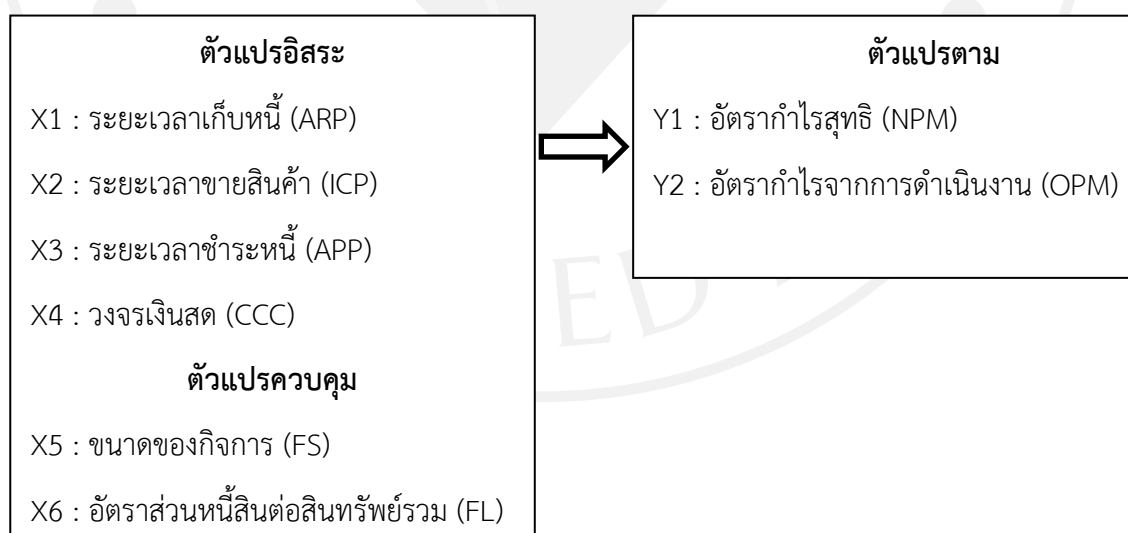 ตัวแปรอิสระ
X1 : ระยะเวลาเก็บหนี้ (ARP)
X2 : ระยะเวลาขายสินค้า (ICP)
X3 : ระยะเวลาชำระหนี้ (APP)
X4 : วงจรเงินสด (CCC)
ตัวแปรควบคุม
X5 : ขนาดของกิจการ (FS)
X6 : อัตราส่วนหนี้สินต่อสินทรัพย์รวม (FL)
ตัวแปรตาม
Y1 : อัตรากำไรสุทธิ (NPM)
Y2 : อัตรากำไรจากการดำเนินงาน (OPM)